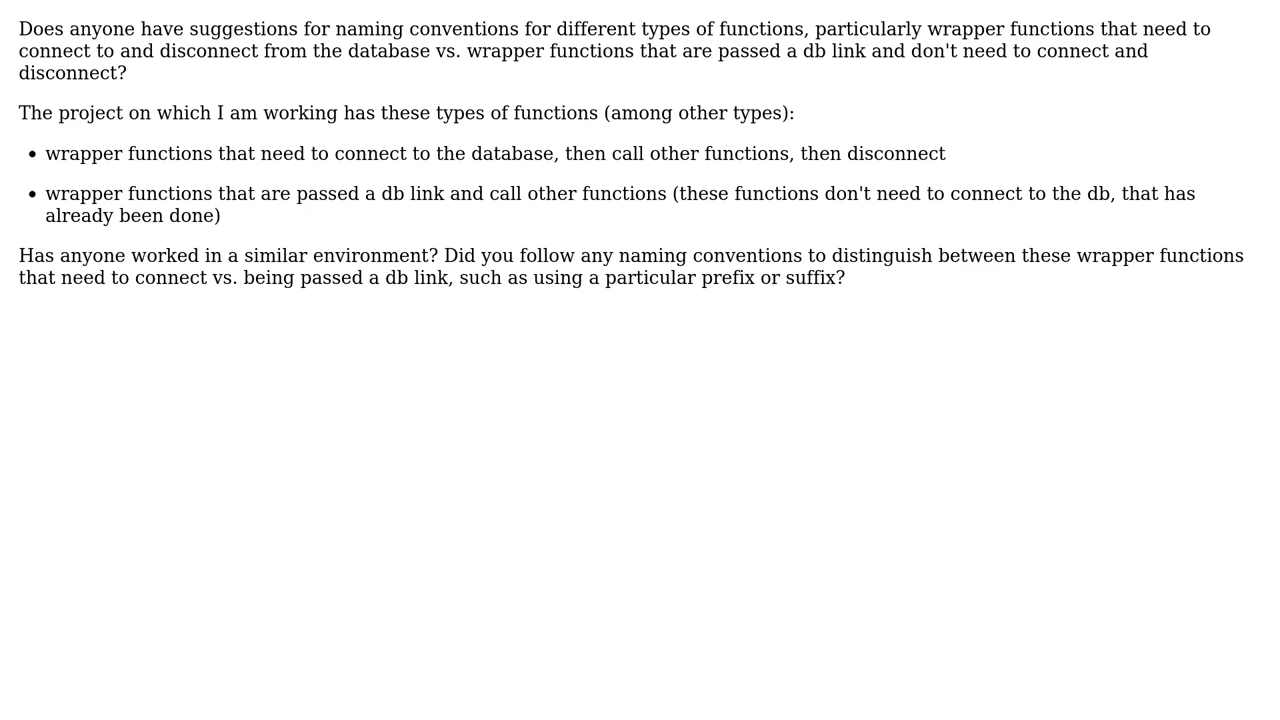 Does anyone have suggestions for naming conventions for different types of functions, particularly wrapper functions that need to
connect to and disconnect from the database vs. wrapper functions that are passed a db link and don't need to connect and
disconnect?
The project on which I am working has these types of functions (among other types):
• wrapper functions that need to connect to the database, then call other functions, then disconnect
• wrapper functions that are passed a db link and call other functions (these functions don't need to connect to the db, that has
already been done)
Has anyone worked in a similar environment? Did you follow any naming conventions to distinguish between these wrapper functions
that need to connect vs. being passed a db link, such as using a particular prefix or suffix?